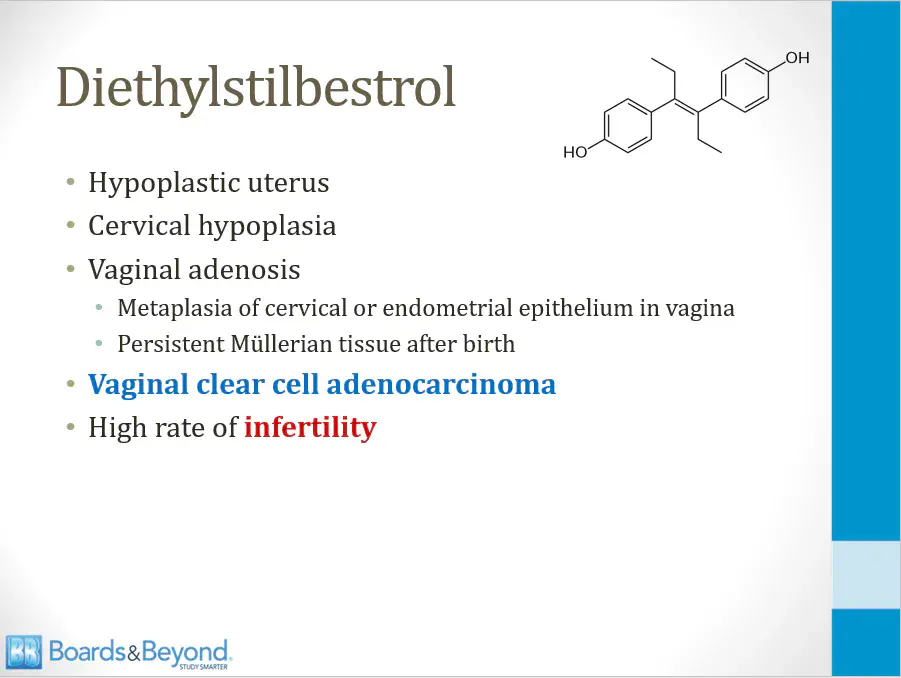 Diethylstilbestrol
OH
HO
• Hypoplastic uterus
• Cervical hypoplasia
• Vaginal adenosis
• Metaplasia of cervical or endometrial epithelium in vagina
• Persistent Müllerian tissue after birth
• Vaginal clear cell adenocarcinoma
• High rate of infertility
BB Boards&Beyond.
STUDY SMARTER